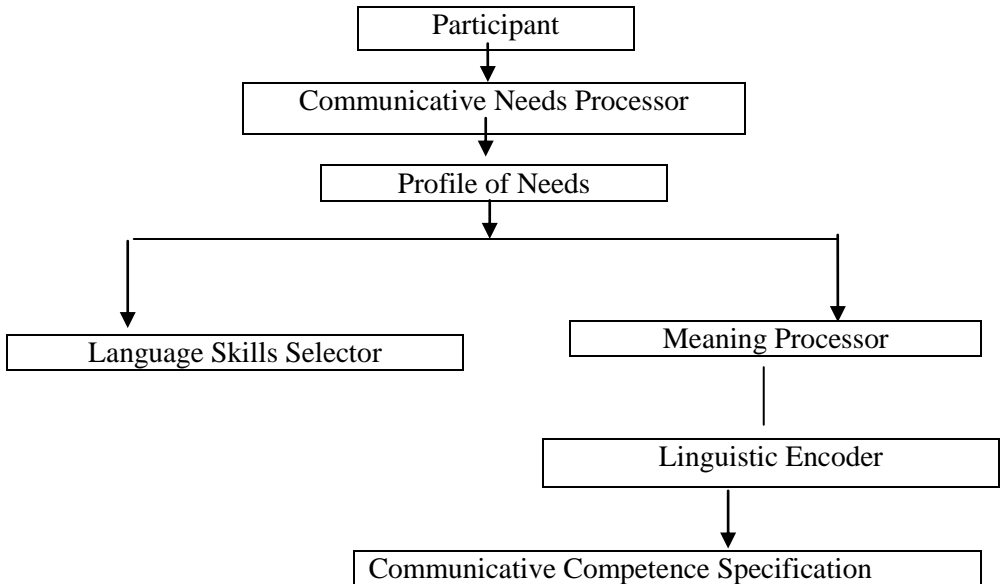 Participant
Communicative Needs Processor
Profile of Needs
Language Skills Selector
Meaning Processor
Linguistic Encoder
Communicative Competence Specification